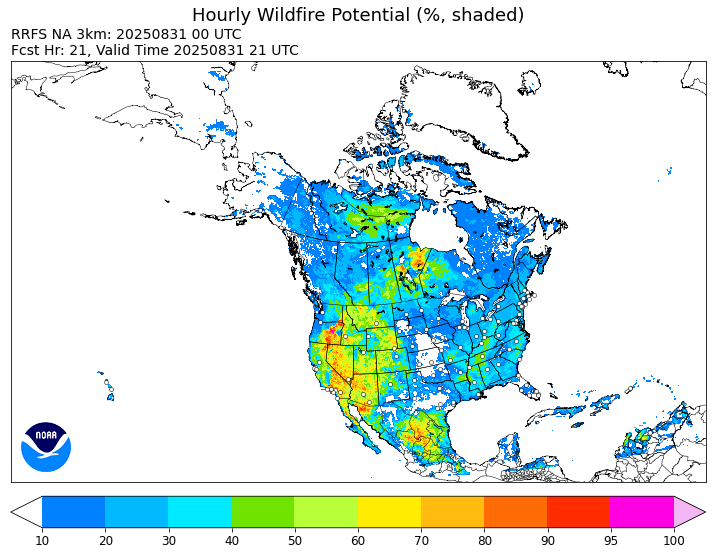 Hourly Wildfire Potential (%, shaded)
RRFS NA 3km: 20250831 00 UTC
Fcst Hr: 21, Valid Time 20250831 21 UTC
NOAA
10 20 30 40 50 60 70 80 90 95 100